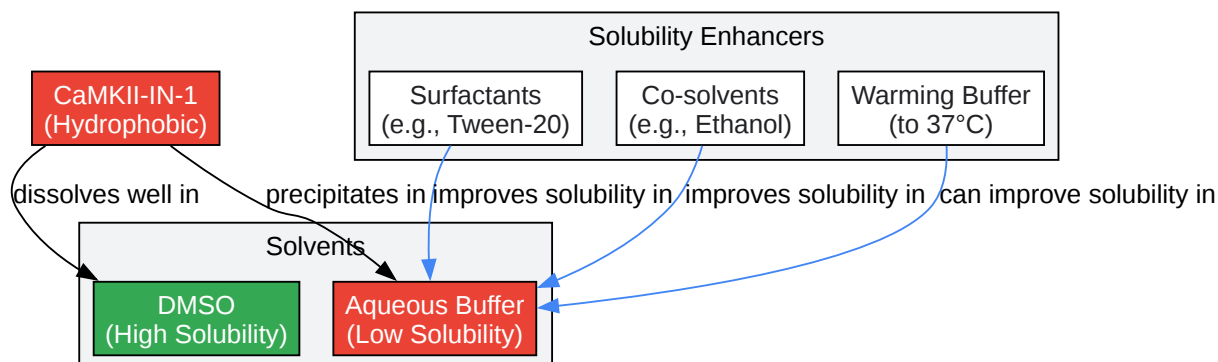 Solubility Enhancers
CaMKII-IN-1
(Hydrophobic)
Surfactants
(e.g., Tween-20)
Co-solvents
(e.g., Ethanol)
Warming Buffer
(to 37°C)
dissolves well in
precipitates in
improves solubility in
improves solubility in
can improve solubility in
Solvents
DMSO
(High Solubility)
Aqueous Buffer
(Low Solubility)